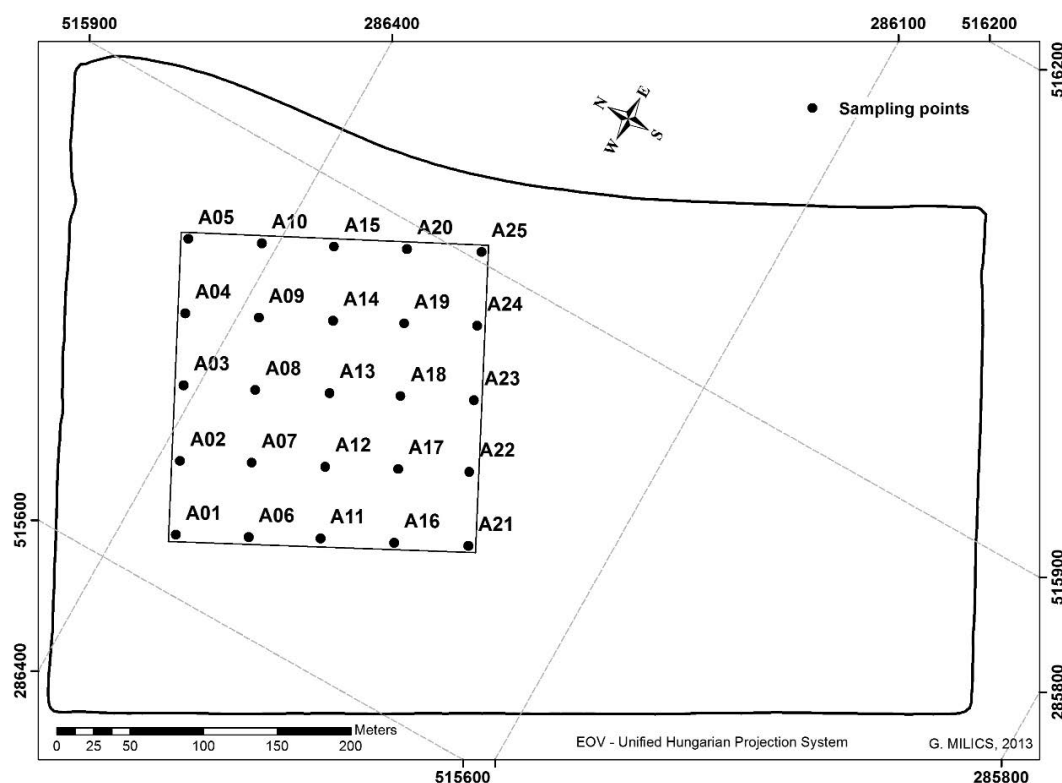 515900 286400 286100 516200
516200
N E
W S
Sampling points
A05 A10 A15 A20 A25
A04 A09 A14 A19 A24
A03 A08 A13 A18 A23
A02 A07 A12 A17 A22
A01 A06 A11 A16 A21
515600
515900
286400
285800
Meters
0 25 50 100 150 200
EOV - Unified Hungarian Projection System
G. MILICS, 2013
515600 285800